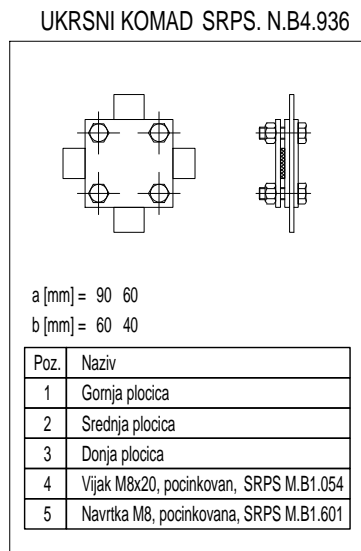 UKRSNI KOMAD SRPS. N.B4.936
a [mm] = 90 60
b [mm] = 60 40
Poz. Naziv
1 Gornja plocica
2 Srednja plocica
3 Donja plocica
4 Vijak M8x20, pocinkovan, SRPS M.B1.054
5 Navrtka M8, pocinkovana, SRPS M.B1.601